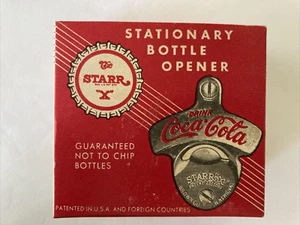 STATIONARY
BOTTLE
OPENER
The
STARR
X
DRINK
Coca-Cola
STARR
GUARANTEED
NOT TO CHIP
BOTTLES
PATENTED IN U.S.A. AND FOREIGN COUNTRIES